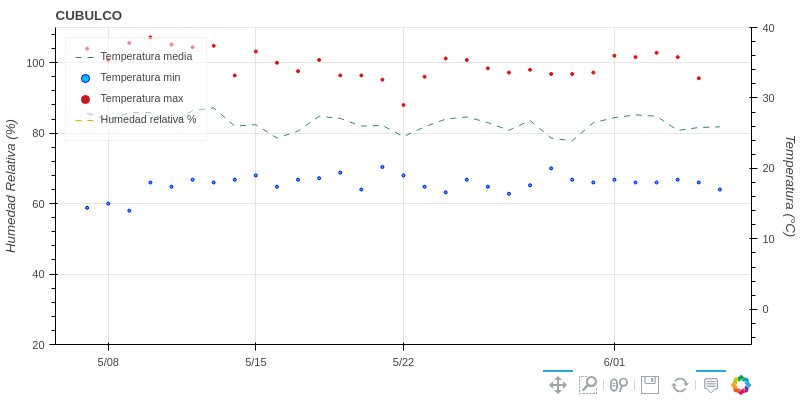 CUBULCO
Temperatura media
Temperatura min
Temperatura max
Humedad relativa %
Humedad Relativa (%)
100
80
60
40
20
Temperatura (°C)
40
30
20
10
0
5/08
5/15
5/22
6/01